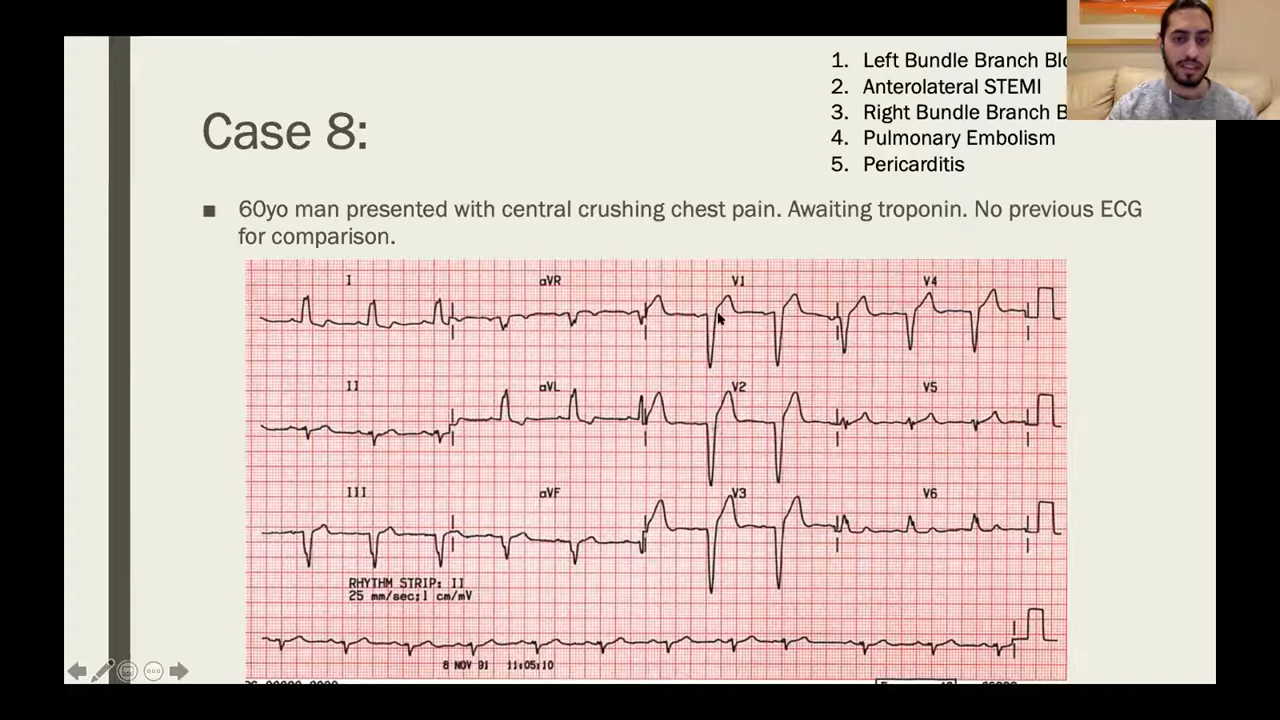 1. Left Bundle Branch
2. Anterolateral STEMI
3. Right Bundle Branch
4. Pulmonary Embolism
5. Pericarditis
Case 8:
■ 60yo man presented with central crushing chest pain. Awaiting troponin. No previous ECG
for comparison.
I aVR V1 V4
II aVL V2 V5
III aVF V3 V6
RHYTHM STRIP: II
25 mm/sec;1 cm/mV
8 NOV 91 11:05:10